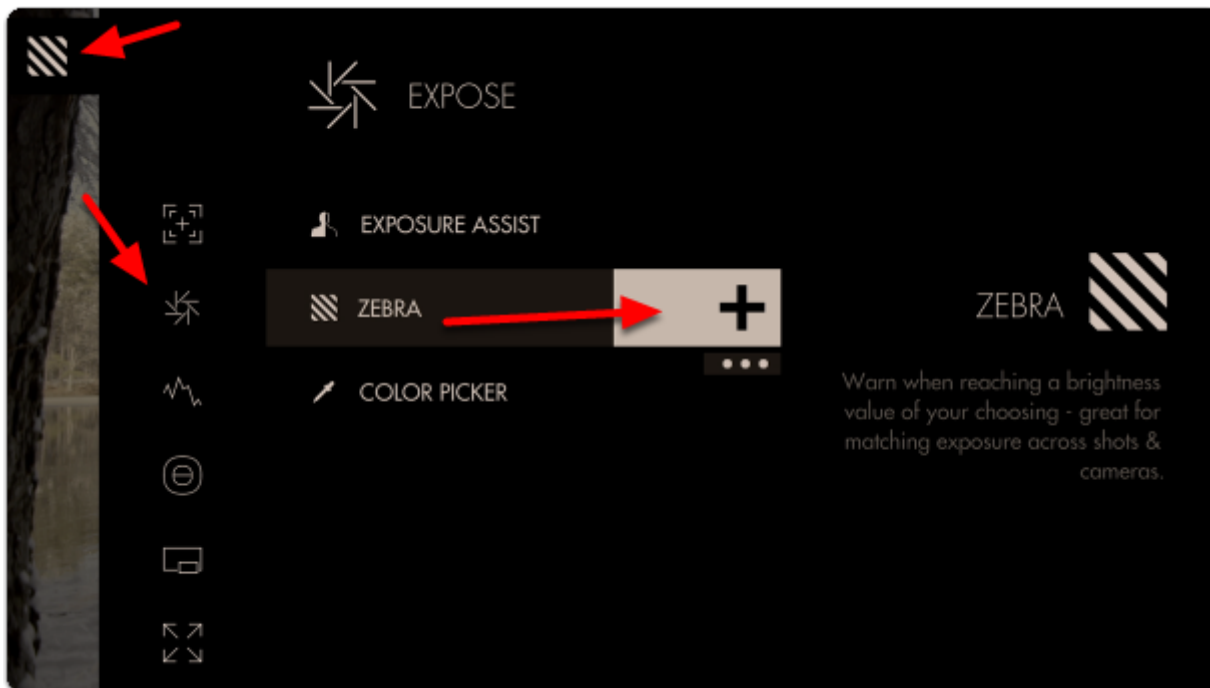 EXPOSE
EXPOSURE ASSIST
ZEBRA
COLOR PICKER
ZEBRA
Warn when reaching a brightness
value of your choosing - great for
matching exposure across shots &
cameras.